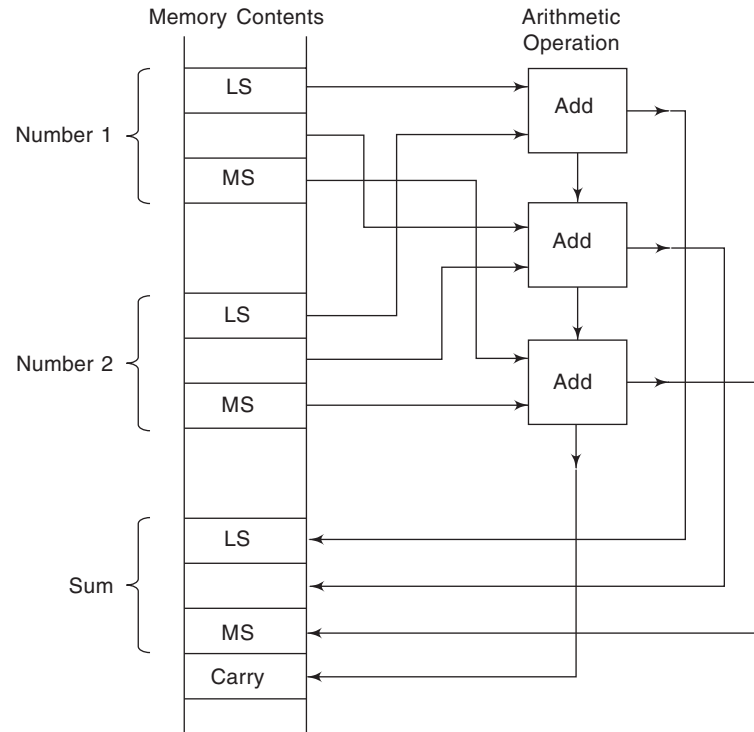 Memory Contents
Arithmetic
Operation
LS
Add
Number 1
MS
Add
LS
Number 2
Add
MS
LS
Sum
MS
Carry